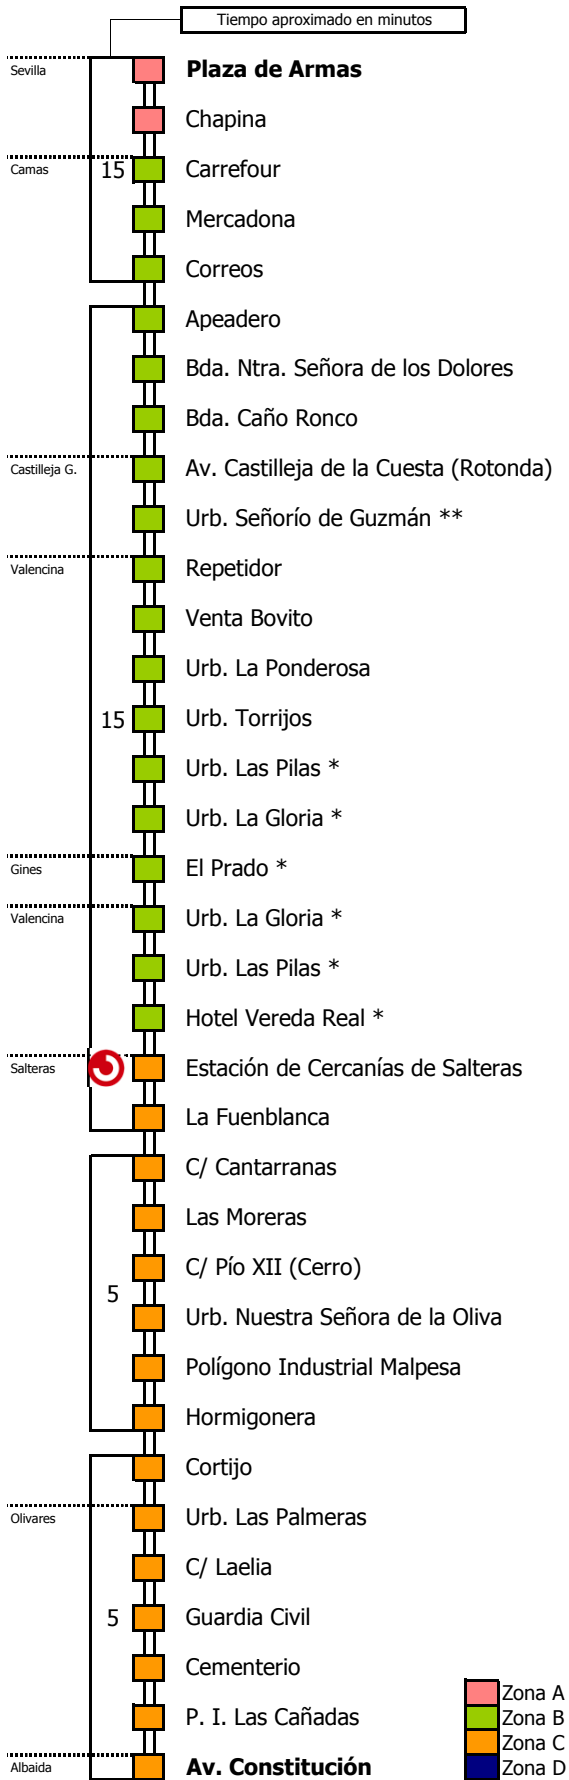 Tiempo aproximado en minutos
Sevilla
Plaza de Armas
Chapina
Camas
15
Carrefour
Mercadona
Correos
Apeadero
Bda. Ntra. Señora de los Dolores
Bda. Caño Ronco
Castilleja G.
Av. Castilleja de la Cuesta (Rotonda)
Urb. Señorío de Guzmán **
Valencina
Repetidor
Venta Bovito
Urb. La Ponderosa
15
Urb. Torrijos
Urb. Las Pilas *
Urb. La Gloria *
Gines
El Prado *
Valencina
Urb. La Gloria *
Urb. Las Pilas *
Hotel Vereda Real *
Salteras
Estación de Cercanías de Salteras
La Fuenblanca
C/ Cantarranas
Las Moreras
C/ Pío XII (Cerro)
5
Urb. Nuestra Señora de la Oliva
Polígono Industrial Malpesa
Hormigonera
Cortijo
Olivares
Urb. Las Palmeras
C/ Laelia
5
Guardia Civil
Cementerio
P. I. Las Cañadas
Albaida
Av. Constitución
Zona A
Zona B
Zona C
Zona D